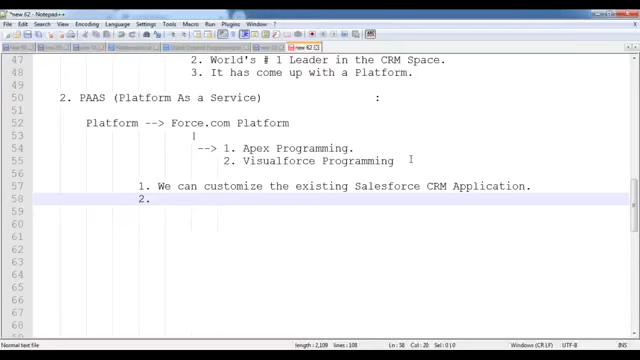 *new 62 - Notepad++
File Edit Search View Encoding Language Settings Tools Macro Run Plugins Window ?
new 62
47 2. World's # 1 Leader in the CRM Space.
48 3. It has come up with a Platform.
49
50 2. PAAS (Platform As a Service) :
51
52 Platform --> Force.com Platform
53 |
54 --> 1. Apex Programming.
55 2. Visualforce Programming
56
57 1. We can customize the existing Salesforce CRM Application.
58 2.
59
60
61
62
63
64
65
66
67
68
Normal text file length : 2,109 lines : 108 Ln : 58 Col : 20 Sel : 0 | 0 Windows (CR LF) UTF-8 INS